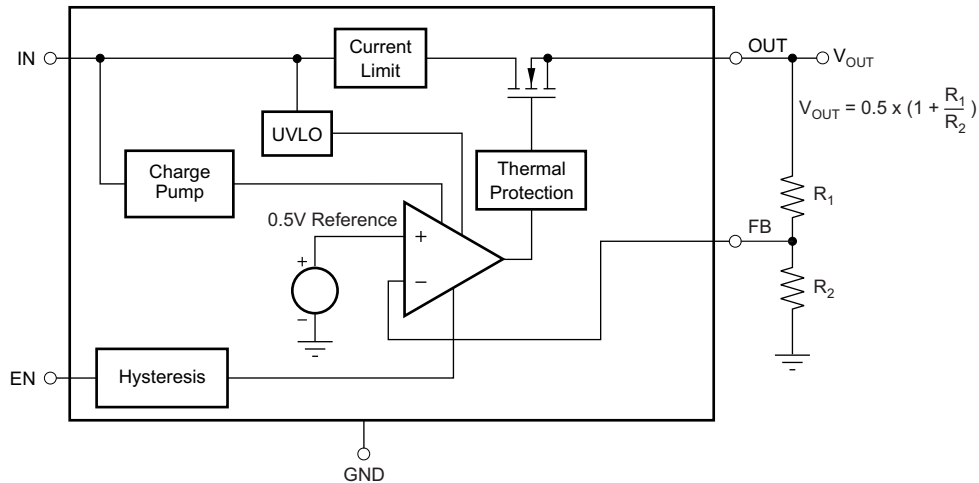 IN
Current
Limit
OUT
V_OUT
V_OUT = 0.5 x (1 + R_1/R_2)
UVLO
Charge
Pump
Thermal
Protection
R_1
0.5V Reference
FB
+
+
−
−
R_2
EN
Hysteresis
GND